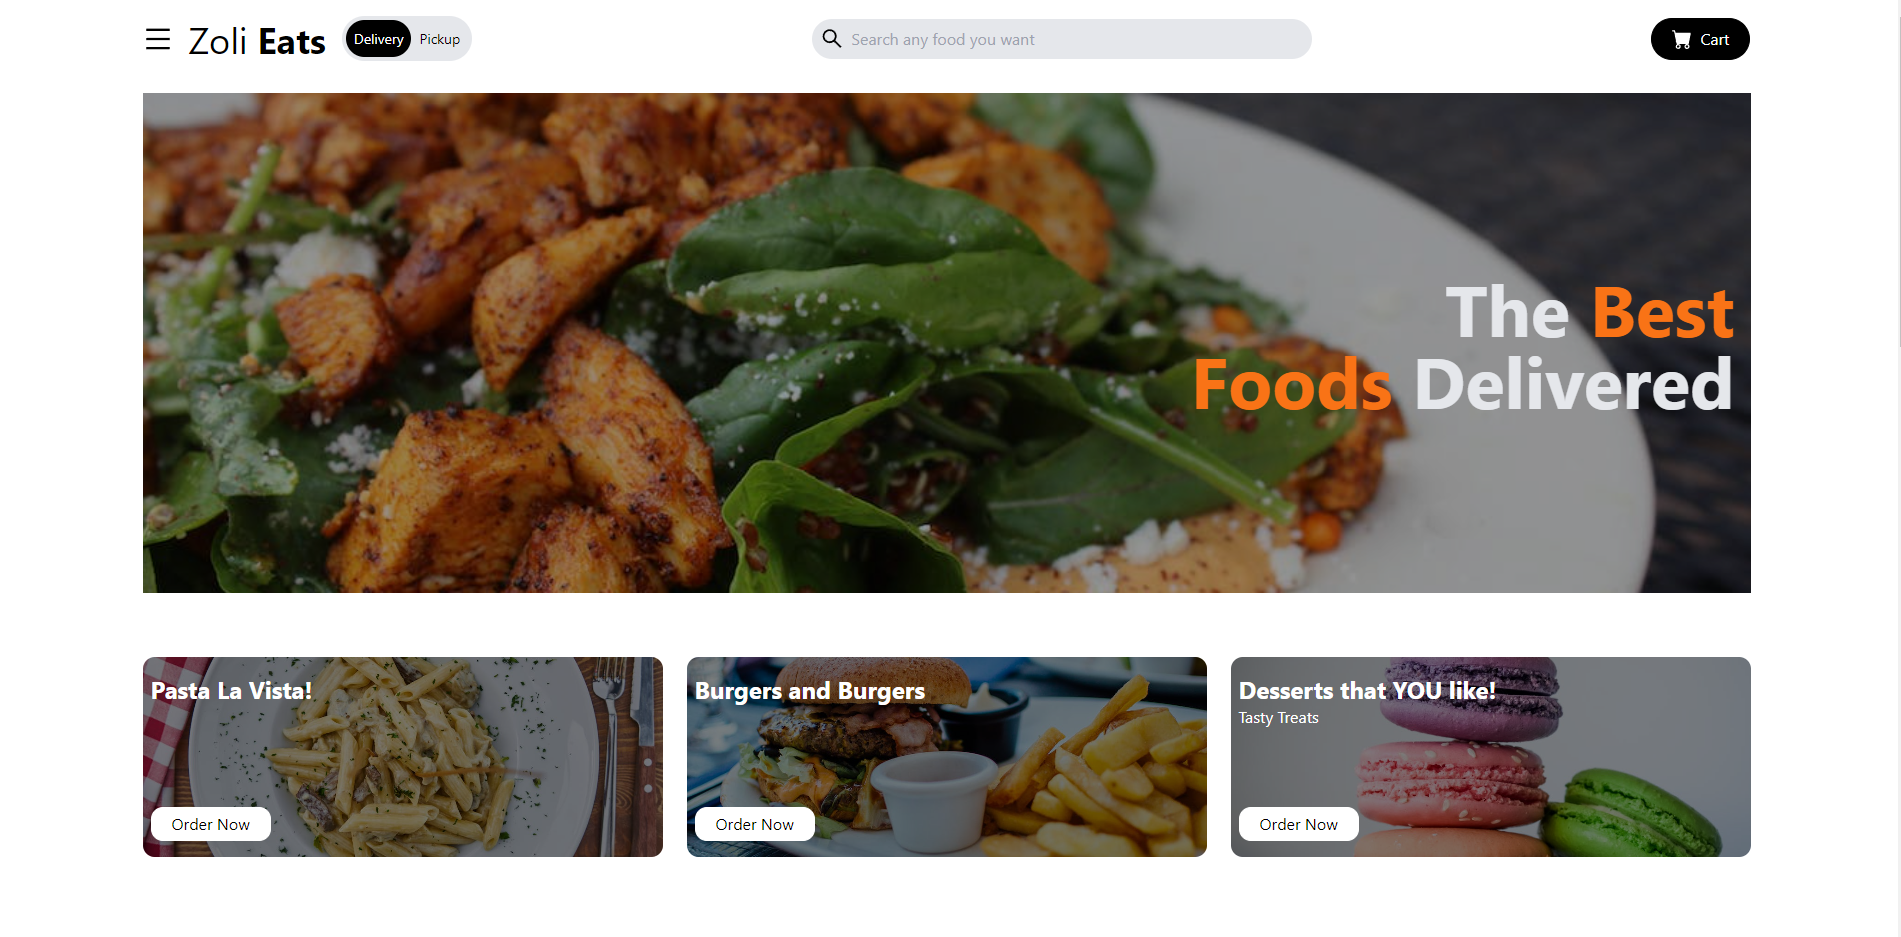 Zoli Eats
Delivery Pickup
Search any food you want
Cart
The Best
Foods Delivered
Pasta La Vista!
Order Now
Burgers and Burgers
Order Now
Desserts that YOU like!
Tasty Treats
Order Now